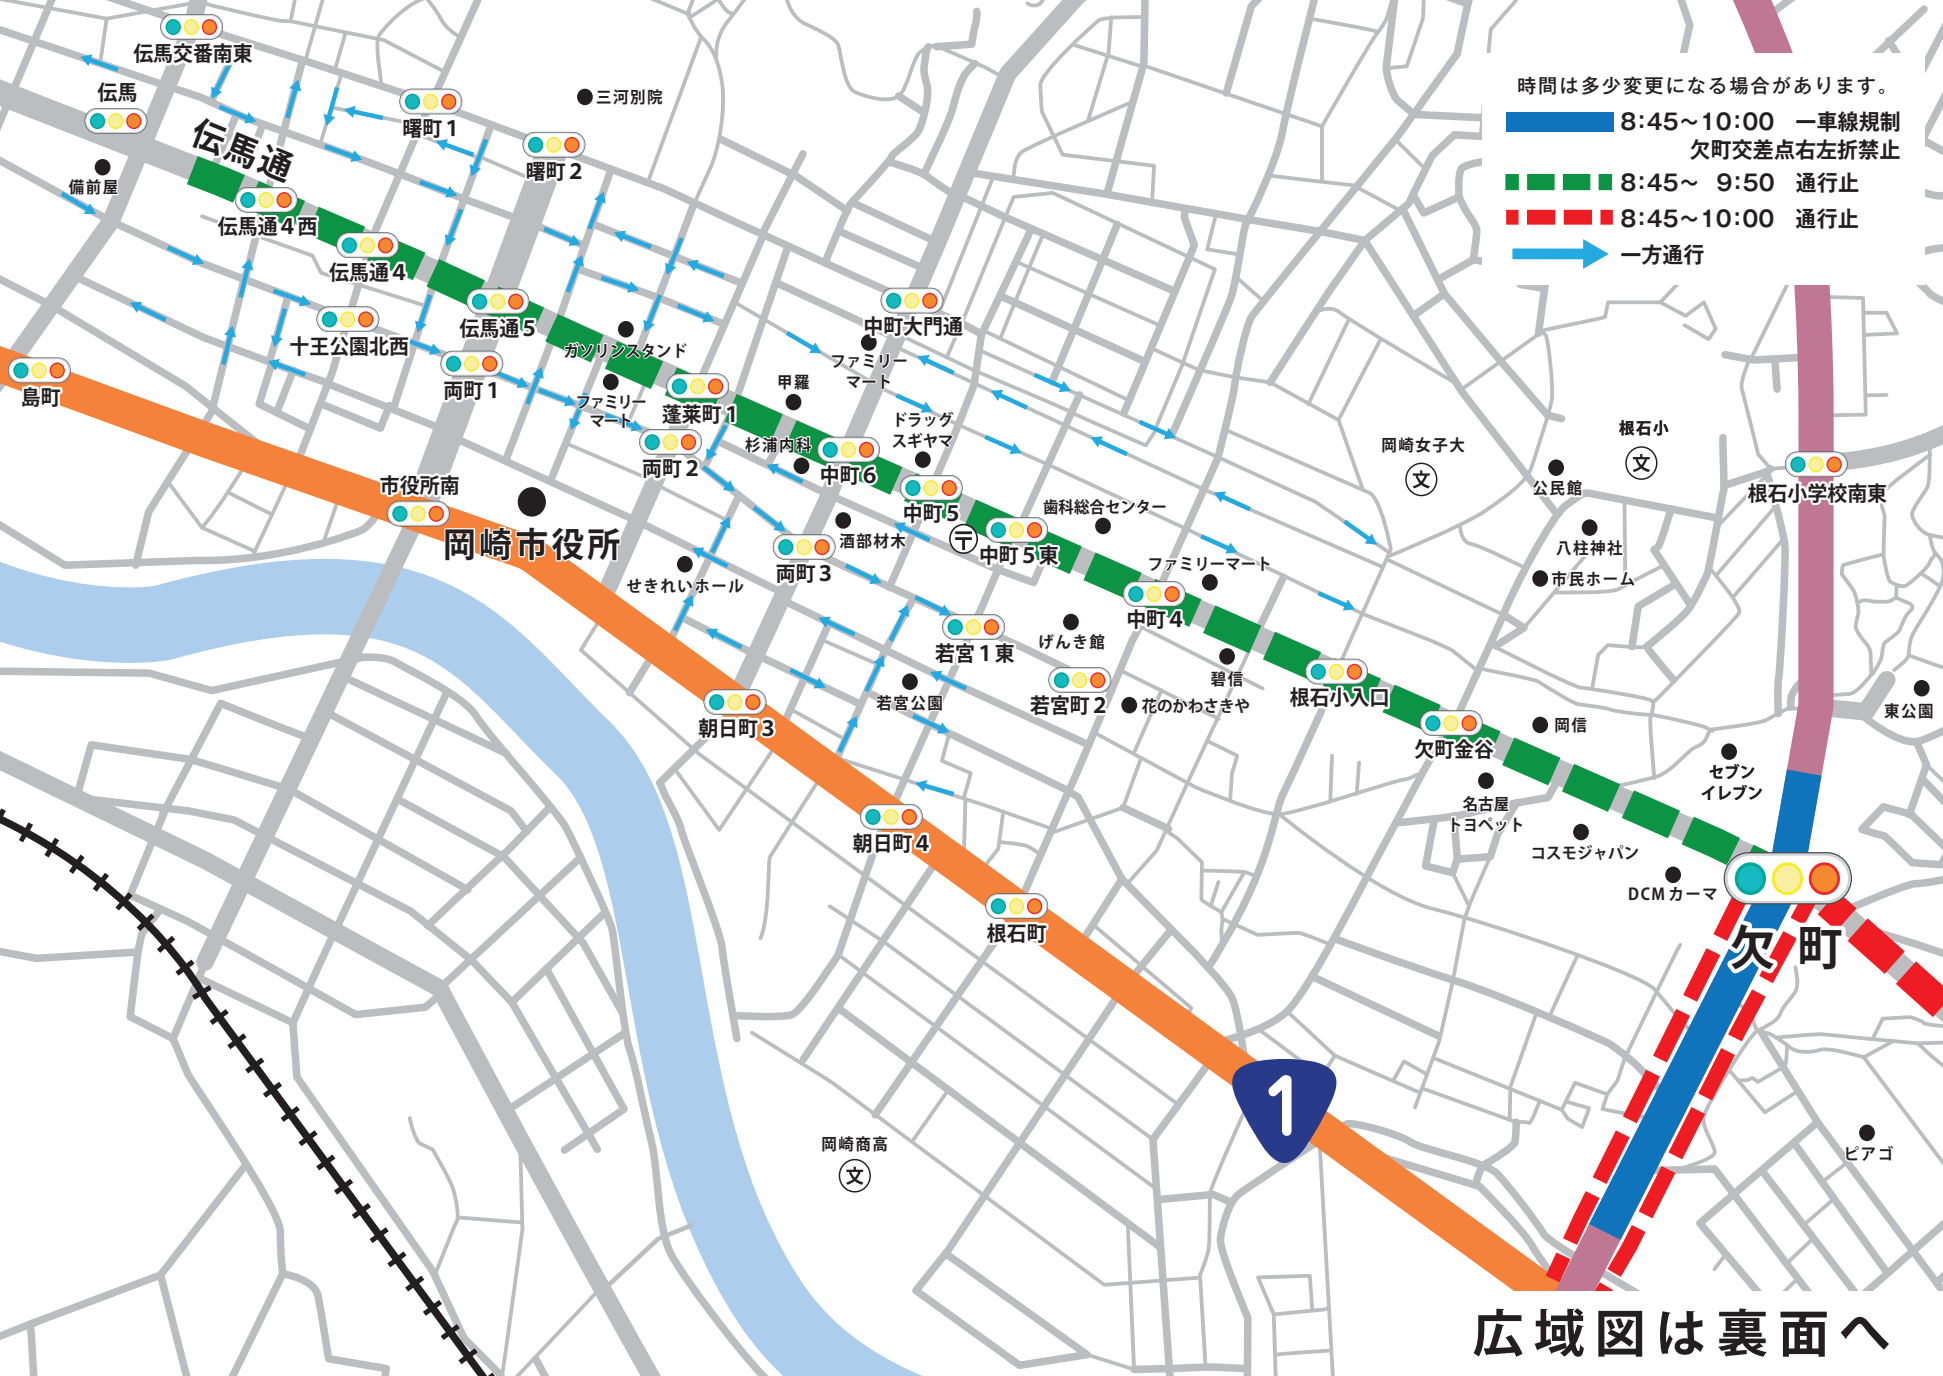 時間は多少変更になる場合があります。
8:45～10:00 一車線規制
欠町交差点右左折禁止
8:45～ 9:50 通行止
8:45～10:00 通行止
一方通行
伝馬交番南東
伝馬
伝馬通
備前屋
曙町1
三河別院
曙町2
伝馬通4西
伝馬通4
伝馬通5
十王公園北西
島町
両町1
ガソリンスタンド
ファミリー
マート
蓬莱町1
両町2
甲羅
杉浦内科
中町大門通
ファミリー
マート
ドラッグ
スギヤマ
中町6
中町5
〒
中町5東
歯科総合センター
酒部材木
両町3
市役所南
岡崎市役所
せきれいホール
ファミリーマート
中町4
岡崎女子大
文
根石小
文
公民館
八柱神社
市民ホーム
根石小学校南東
若宮1東
げんき館
若宮町2
若宮公園
碧信
花のかわさきや
根石小入口
欠町金谷
岡信
名古屋
トヨペット
コスモジャパン
セブン
イレブン
DCMカーマ
東公園
朝日町3
朝日町4
根石町
欠町
1
岡崎商高
文
ピアゴ
広域図は裏面へ